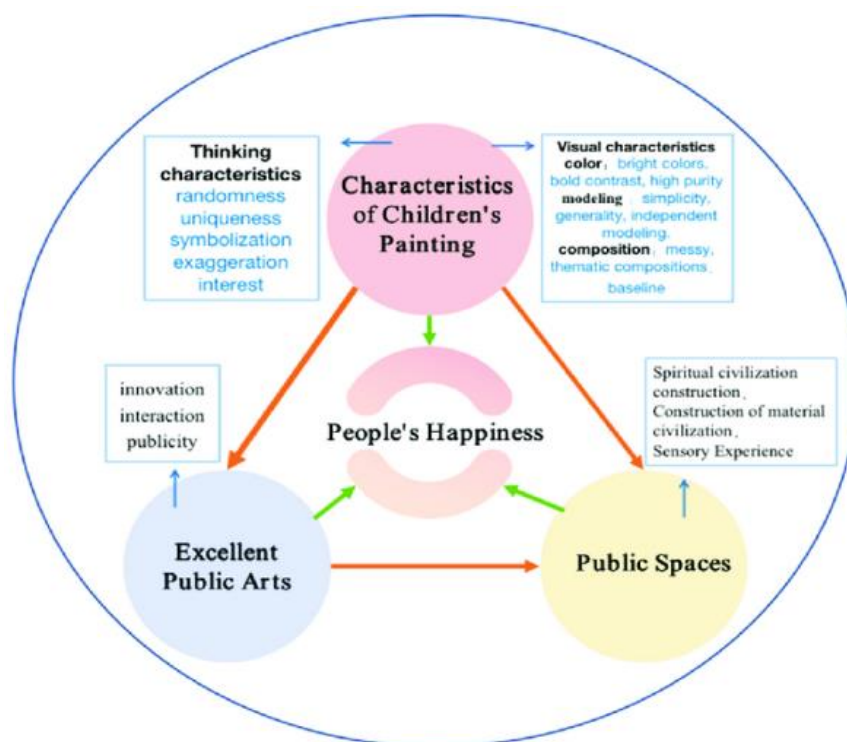 Thinking
characteristics
randomness
uniqueness
symbolization
exaggeration
interest
Characteristics
of Children's
Painting
Visual characteristics
color, bright colors,
bold contrast, high purity
modeling : simplicity,
generality, independent
modeling,
composition, messy,
thematic compositions、
baseline
innovation
interaction
publicity
People's Happiness
Spiritual civilization
construction、
Construction of material
civilization、
Sensory Experience
Excellent
Public Arts
Public Spaces